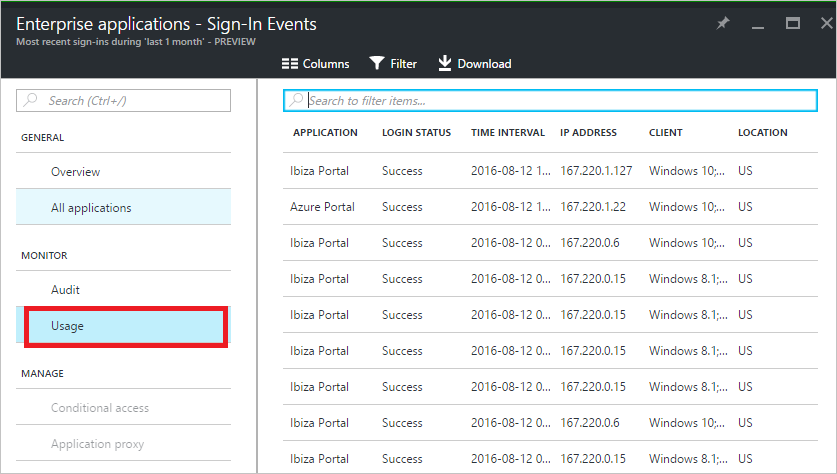 Enterprise applications - Sign-In Events
Most recent sign-ins during 'last 1 month' - PREVIEW
Columns Filter Download
Search (Ctrl+/)
GENERAL
Overview
All applications
MONITOR
Audit
Usage
MANAGE
Conditional access
Application proxy
Search to filter items...
APPLICATION LOGIN STATUS TIME INTERVAL IP ADDRESS CLIENT LOCATION
Ibiza Portal Success 2016-08-12 1... 167.220.1.127 Windows 10;... US
Azure Portal Success 2016-08-12 1... 167.220.1.22 Windows 10;... US
Ibiza Portal Success 2016-08-12 0... 167.220.0.6 Windows 10;... US
Ibiza Portal Success 2016-08-12 0... 167.220.0.15 Windows 8.1;... US
Ibiza Portal Success 2016-08-12 0... 167.220.0.15 Windows 8.1;... US
Ibiza Portal Success 2016-08-12 0... 167.220.0.15 Windows 8.1;... US
Ibiza Portal Success 2016-08-12 0... 167.220.0.15 Windows 8.1;... US
Ibiza Portal Success 2016-08-12 0... 167.220.0.6 Windows 10;... US
Ibiza Portal Success 2016-08-12 0... 167.220.0.15 Windows 8.1;... US